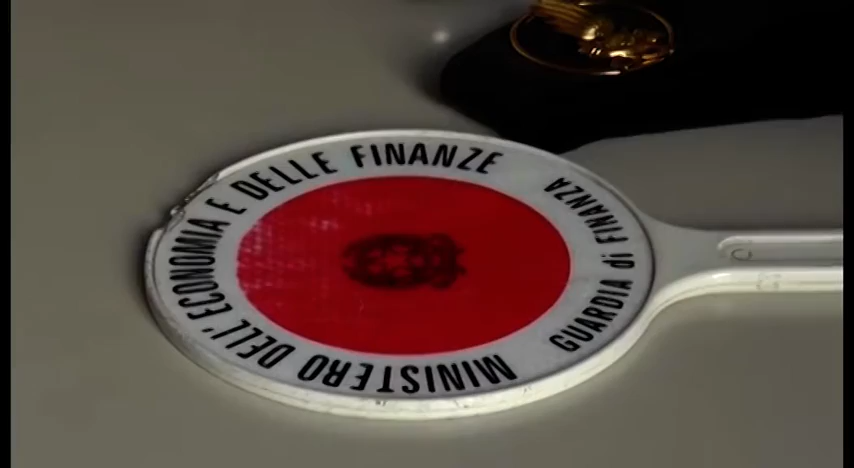 MINISTERO DELL'ECONOMIA E DELLE FINANZE
GUARDIA di FINANZA